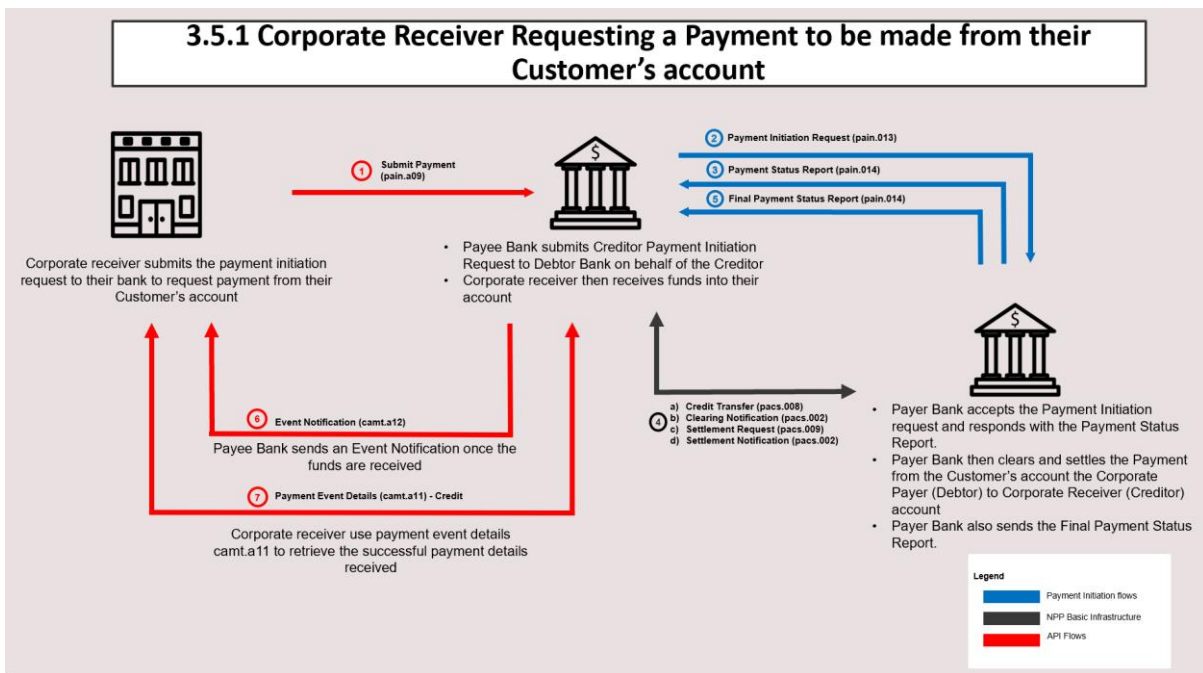 3.5.1 Corporate Receiver Requesting a Payment to be made from their
Customer's account
$
1
Submit Payment
(pain.a09)
2 Payment Initiation Request (pain.013)
3 Payment Status Report (pain.014)
5 Final Payment Status Report (pain.014)
Corporate receiver submits the payment initiation
request to their bank to request payment from their
Customer's account
• Payee Bank submits Creditor Payment Initiation
Request to Debtor Bank on behalf of the Creditor
• Corporate receiver then receives funds into their
account
$
4
a) Credit Transfer (pacs.008)
b) Clearing Notification (pacs.002)
c) Settlement Request (pacs.009)
d) Settlement Notification (pacs.002)
6 Event Notification (camt.a12)
Payee Bank sends an Event Notification once the
funds are received
7 Payment Event Details (camt.a11) - Credit
Corporate receiver use payment event details
camt.a11 to retrieve the successful payment details
received
• Payer Bank accepts the Payment Initiation
request and responds with the Payment Status
Report.
• Payer Bank then clears and settles the Payment
from the Customer's account the Corporate
Payer (Debtor) to Corporate Receiver (Creditor)
account
• Payer Bank also sends the Final Payment Status
Report.
Legend
Payment Initiation flows
NPP Basic Infrastructure
API Flows